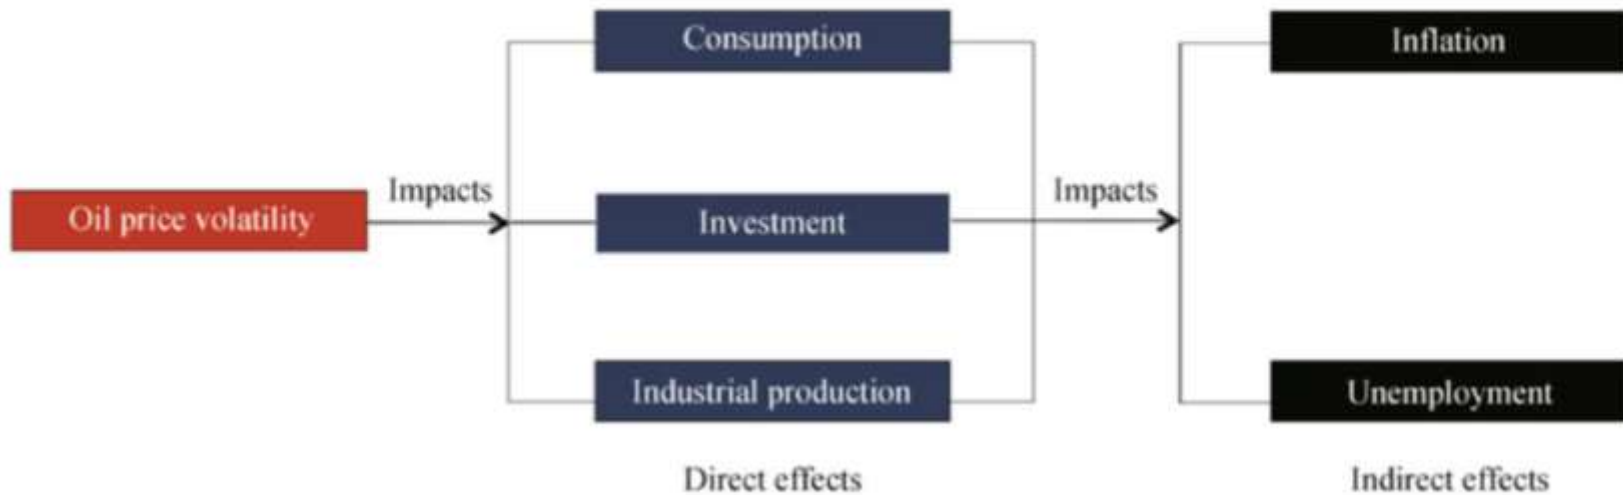 Consumption
Inflation
Impacts
Impacts
Oil price volatility
Investment
Industrial production
Unemployment
Direct effects
Indirect effects